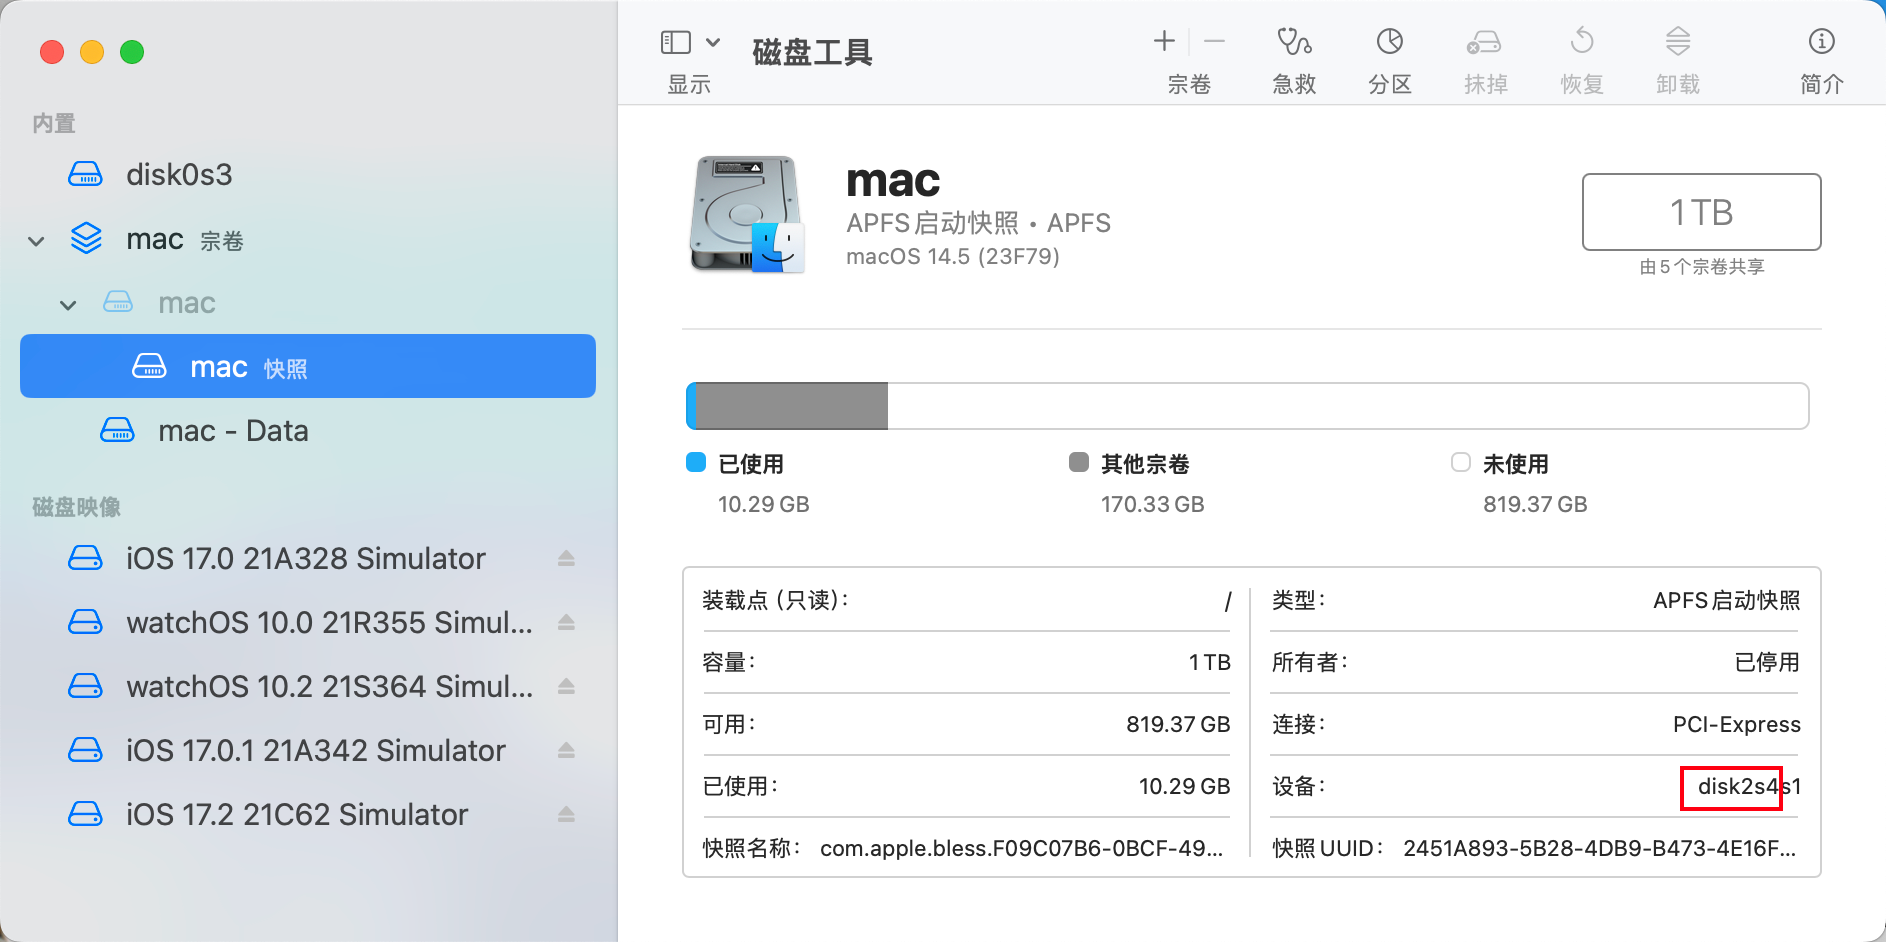 内置
disk0s3
mac 宗卷
mac
mac 快照
mac - Data
磁盘映像
iOS 17.0 21A328 Simulator
watchOS 10.0 21R355 Simul...
watchOS 10.2 21S364 Simul...
iOS 17.0.1 21A342 Simulator
iOS 17.2 21C62 Simulator
显示
磁盘工具
宗卷
急救
分区
抹掉
恢复
卸载
简介
mac
APFS启动快照 • APFS
macOS 14.5 (23F79)
1 TB
由5个宗卷共享
已使用
10.29 GB
其他宗卷
170.33 GB
未使用
819.37 GB
装载点（只读）： /
容量： 1 TB
可用： 819.37 GB
已使用： 10.29 GB
快照名称： com.apple.bless.F09C07B6-0BCF-49...
类型： APFS启动快照
所有者： 已停用
连接： PCI-Express
设备： disk2s4s1
快照UUID： 2451A893-5B28-4DB9-B473-4E16F...